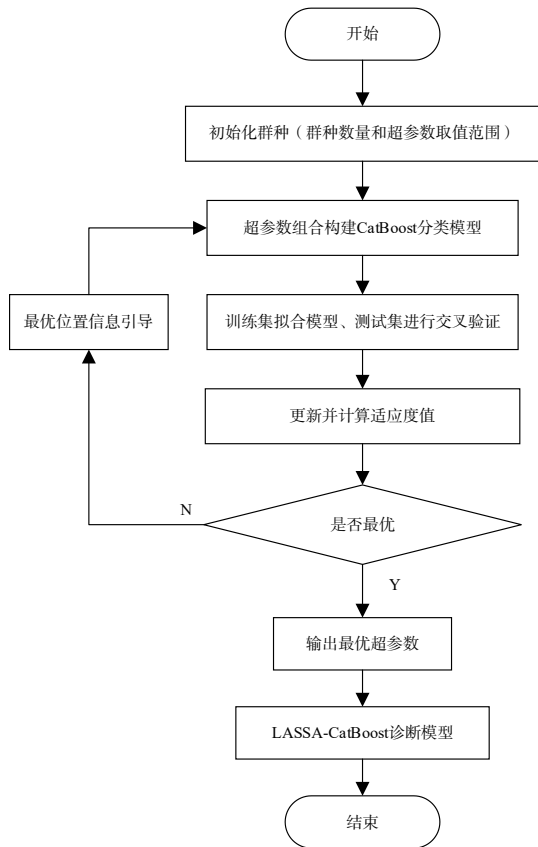 开始
初始化群种（群种数量和超参数取值范围）
超参数组合构建CatBoost分类模型
最优位置信息引导
训练集拟合模型、测试集进行交叉验证
更新并计算适应度值
N
是否最优
Y
输出最优超参数
LASSA-CatBoost诊断模型
结束